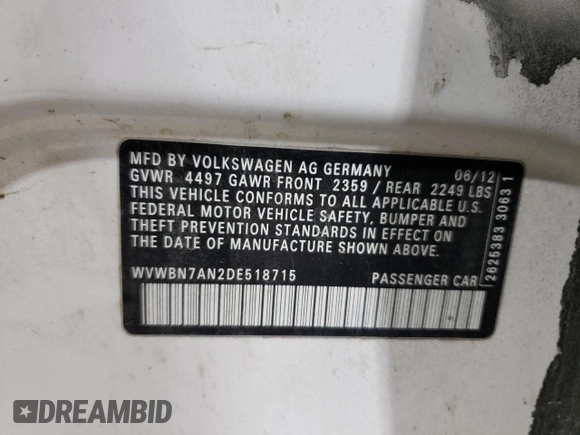 MFD BY VOLKSWAGEN AG GERMANY 06/12
GVWR 4497 GAWR FRONT 2359 / REAR 2249 LBS
THIS VEHICLE CONFORMS TO ALL APPLICABLE U.S.
FEDERAL MOTOR VEHICLE SAFETY, BUMPER AND
THEFT PREVENTION STANDARDS IN EFFECT ON
THE DATE OF MANUFACTURE SHOWN ABOVE.
WVWBN7AN2DE518715 PASSENGER CAR
2625383 3063 1
DREAMBID